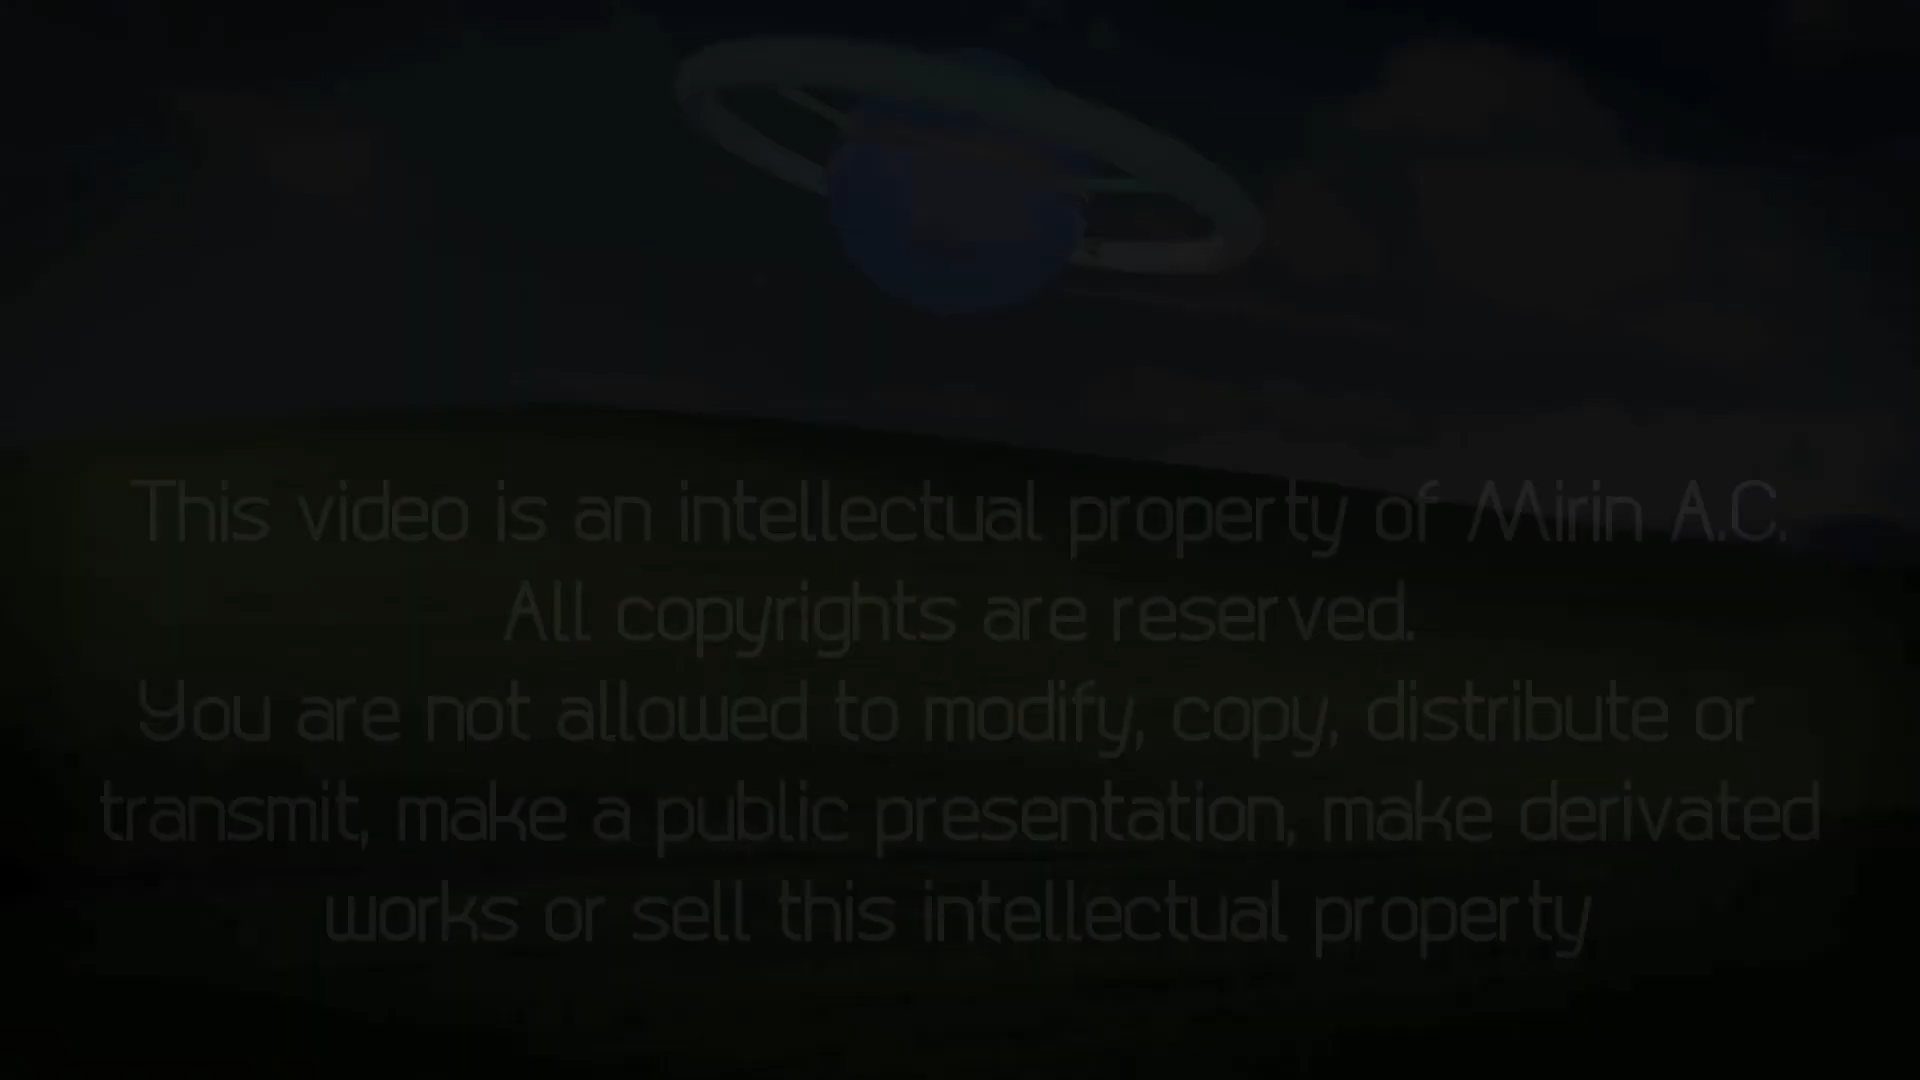 This video is an intellectual property of Mirin A.C.
All copyrights are reserved.
You are not allowed to modify, copy, distribute or
transmit, make a public presentation, make derivated
works or sell this intellectual property